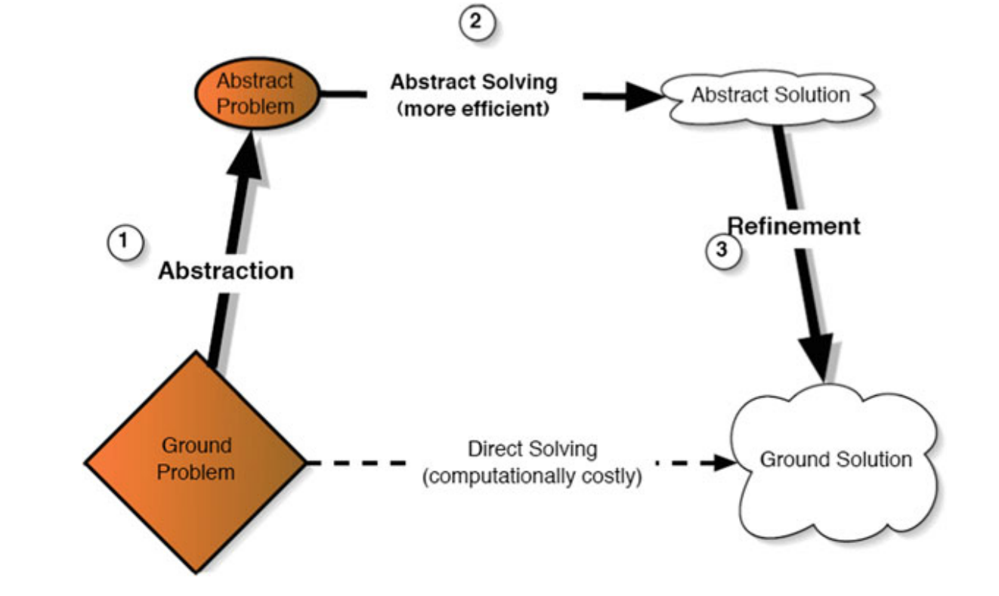 2
Abstract
Problem
Abstract Solving
(more efficient)
Abstract Solution
1
Abstraction
Refinement
3
Ground
Problem
Direct Solving
(computationally costly)
Ground Solution